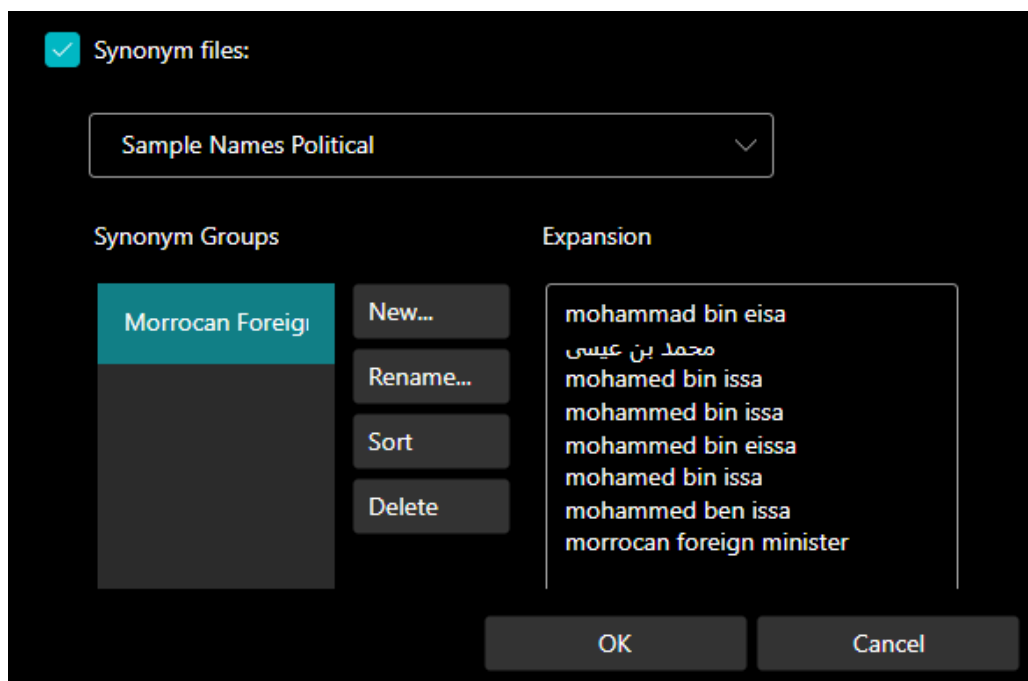 Synonym files:
Sample Names Political
Synonym Groups
Expansion
Morrocan Foreig
New...
Rename...
Sort
Delete
mohammad bin eisa
محمد بن عيسى
mohamed bin issa
mohammed bin issa
mohammed bin eissa
mohamed bin issa
mohammed ben issa
morrocan foreign minister
OK
Cancel